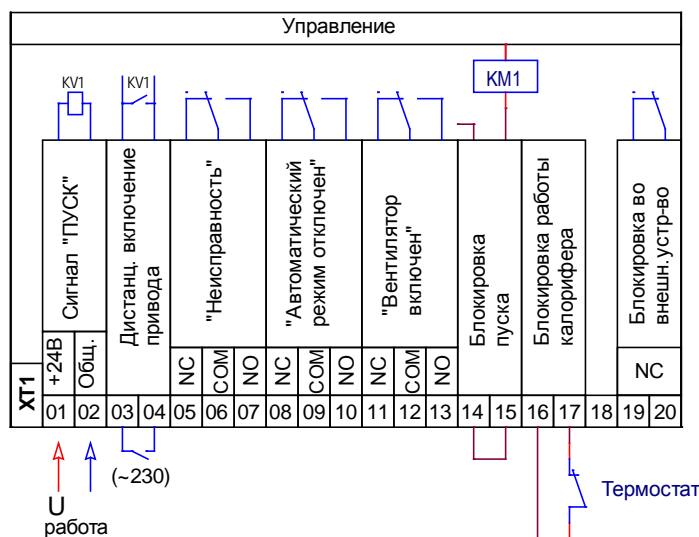 Управление
KV1
KV1
KM1
Сигнал "ПУСК"
Дистанц. включение
привода
"Неисправность"
"Автоматический
режим отключен"
"Вентилятор
включен"
Блокировка
пуска
Блокировка работы
калорифера
Блокировка во
внешн.устр-во
XT1
+24В
Общ.
NC
COM
NO
NC
COM
NO
NC
COM
NO
NC
01 02 03 04 05 06 07 08 09 10 11 12 13 14 15 16 17 18 19 20
(~230)
U
работа
Термостат